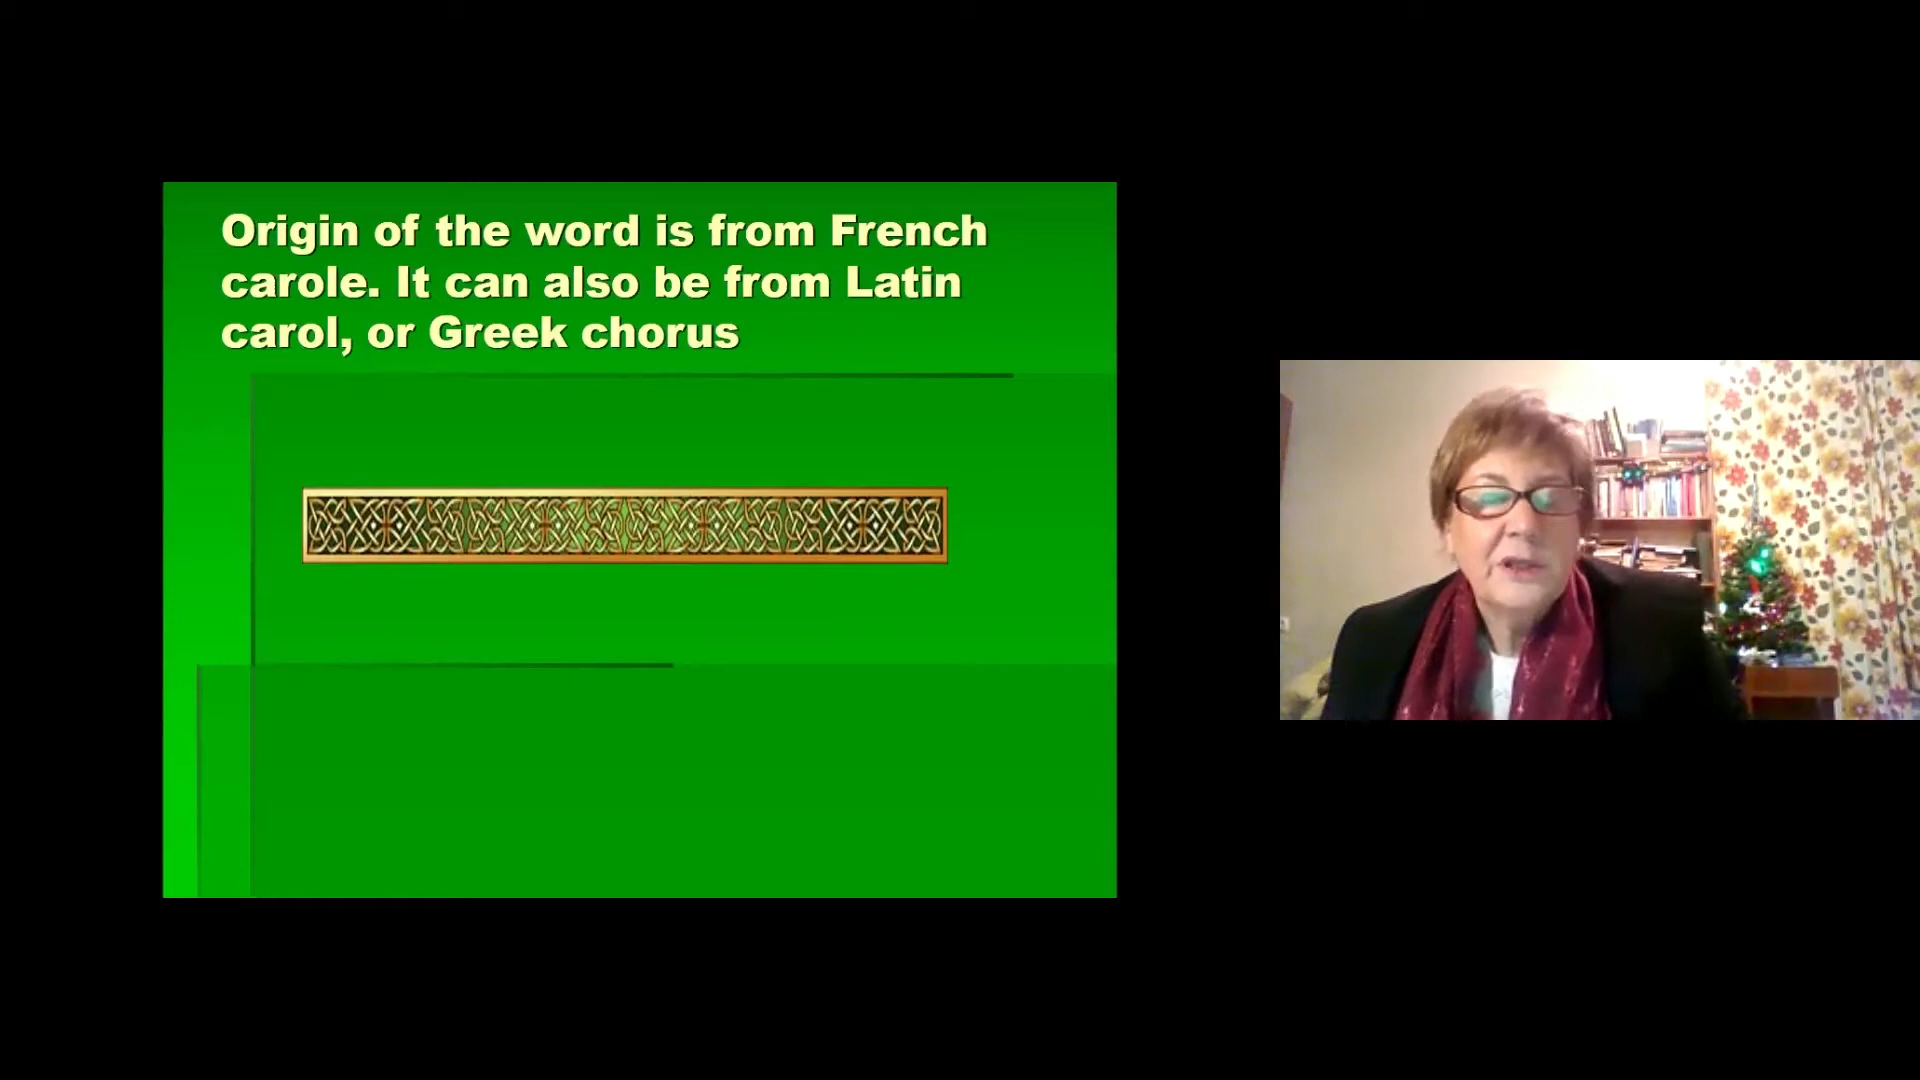 Origin of the word is from French
carole. It can also be from Latin
carol, or Greek chorus